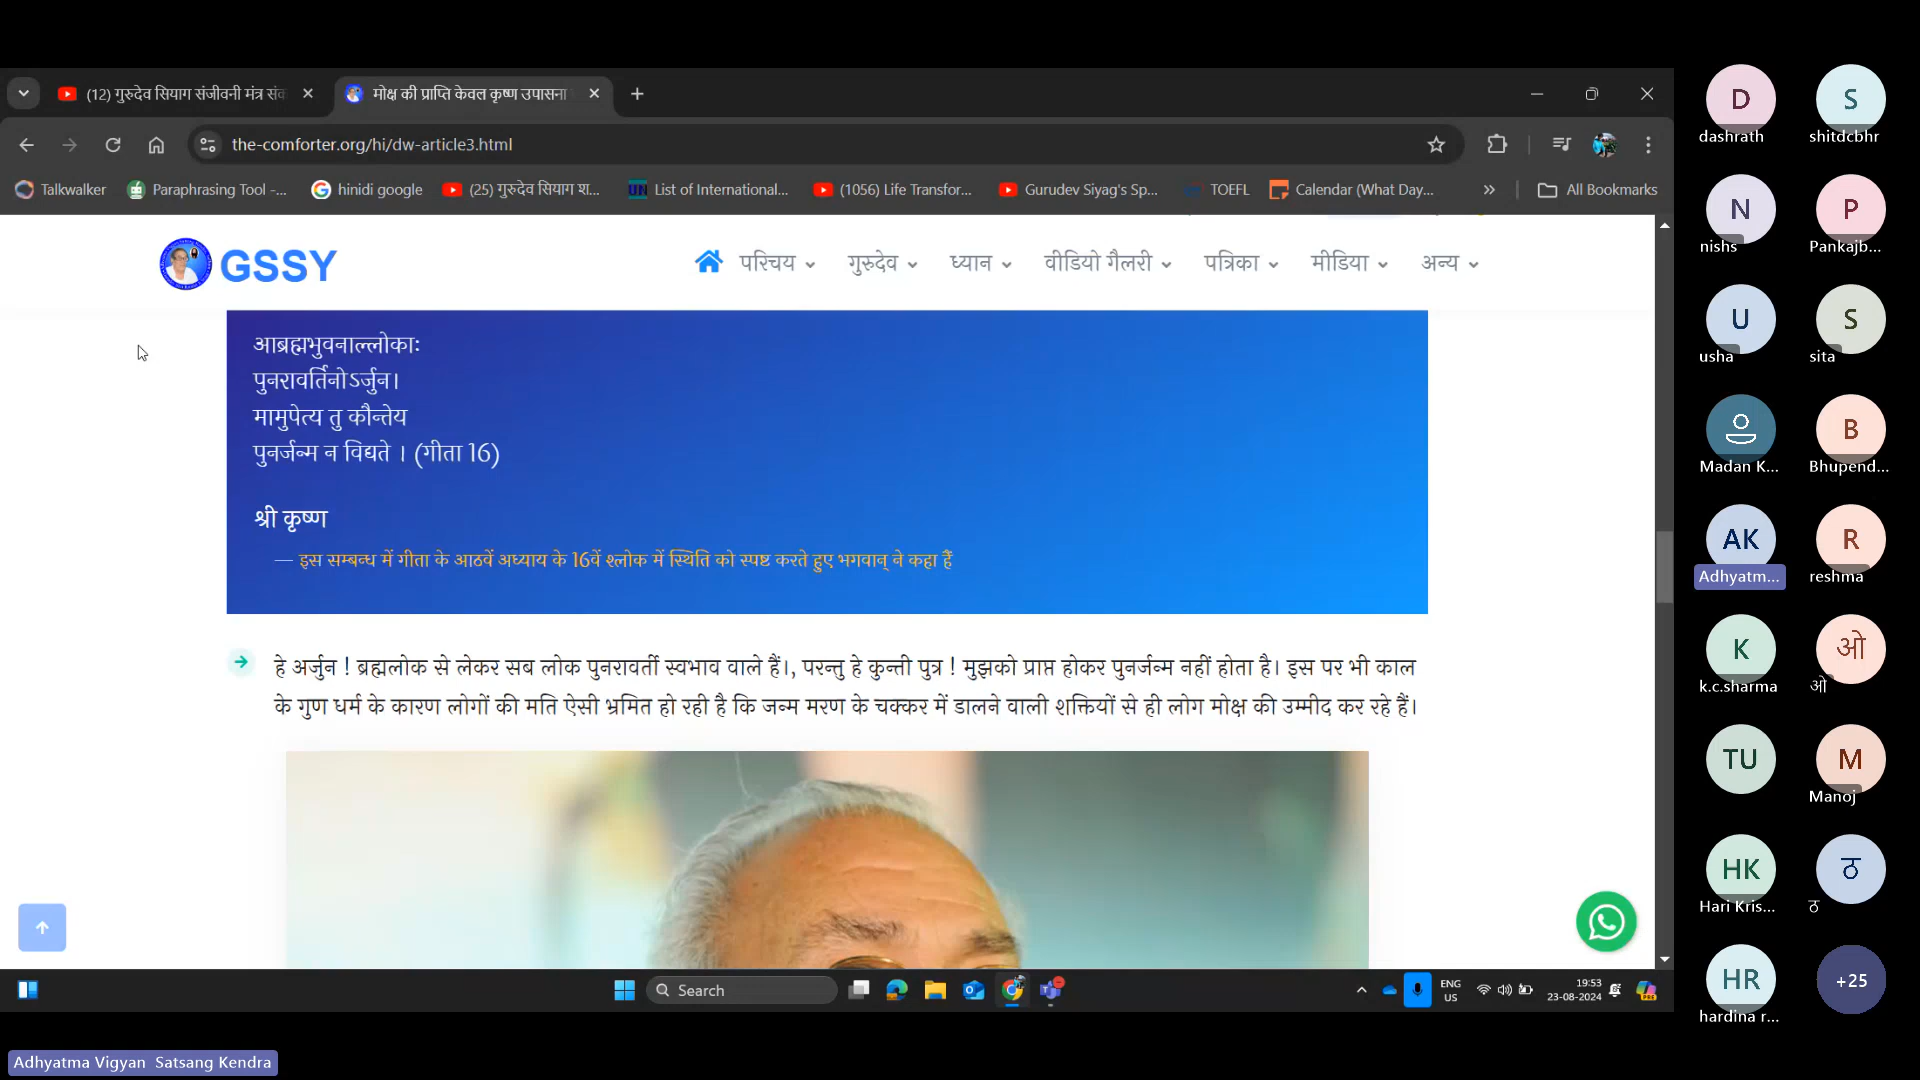 (12) गुरुदेव सियाग संजीवनी मंत्र संव
मोक्ष की प्राप्ति केवल कृष्ण उपासना
the-comforter.org/hi/dw-article3.html
Talkwalker
Paraphrasing Tool -...
hinidi google
(25) गुरुदेव सियाग श...
UN List of International...
(1056) Life Transfor...
Gurudev Siyag's Sp...
TOEFL
Calendar (What Day...
All Bookmarks
GSSY
परिचय
गुरुदेव
ध्यान
वीडियो गैलरी
पत्रिका
मीडिया
अन्य
आब्रह्मभुवनाल्लोकाः
पुनरावर्तिनोऽर्जुन।
मामुपेत्य तु कौन्तेय
पुनर्जन्म न विद्यते । (गीता 16)
श्री कृष्ण
— इस सम्बन्ध में गीता के आठवें अध्याय के 16वें श्लोक में स्थिति को स्पष्ट करते हुए भगवान् ने कहा हैं
हे अर्जुन ! ब्रह्मलोक से लेकर सब लोक पुनरावर्ती स्वभाव वाले हैं।, परन्तु हे कुन्ती पुत्र ! मुझको प्राप्त होकर पुनर्जन्म नहीं होता है। इस पर भी काल
के गुण धर्म के कारण लोगों की मति ऐसी भ्रमित हो रही है कि जन्म मरण के चक्कर में डालने वाली शक्तियों से ही लोग मोक्ष की उम्मीद कर रहे हैं।
Search
ENG
US
19:53
23-08-2024
Adhyatma Vigyan Satsang Kendra
D
dashrath
S
shitdcbhr
N
nishs
P
Pankajb...
U
usha
S
sita
Madan K...
B
Bhupend...
AK
Adhyatm...
R
reshma
K
k.c.sharma
ओ
ओ
TU
M
Manoj
HK
Hari Kris...
ठ
ठ
HR
hardina r...
+25